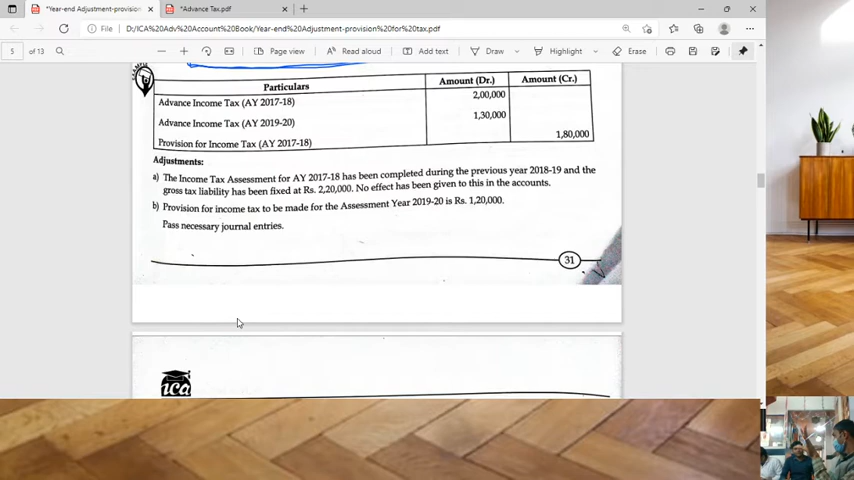 *Year-end Adjustment-provision
*Advance Tax.pdf
File
D:/ICA%20Adv%20Account%20Book/Year-end%20Adjustment-provision%20for%20tax.pdf
5 of 13
Page view
Read aloud
Add text
Draw
Highlight
Erase
Particulars Amount (Dr.) Amount (Cr.)
Advance Income Tax (AY 2017-18) 2,00,000
Advance Income Tax (AY 2019-20) 1,30,000
Provision for Income Tax (AY 2017-18) 1,80,000
Adjustments:
a) The Income Tax Assessment for AY 2017-18 has been completed during the previous year 2018-19 and the
gross tax liability has been fixed at Rs. 2,20,000. No effect has been given to this in the accounts.
b) Provision for income tax to be made for the Assessment Year 2019-20 is Rs. 1,20,000.
Pass necessary journal entries.
31
ica